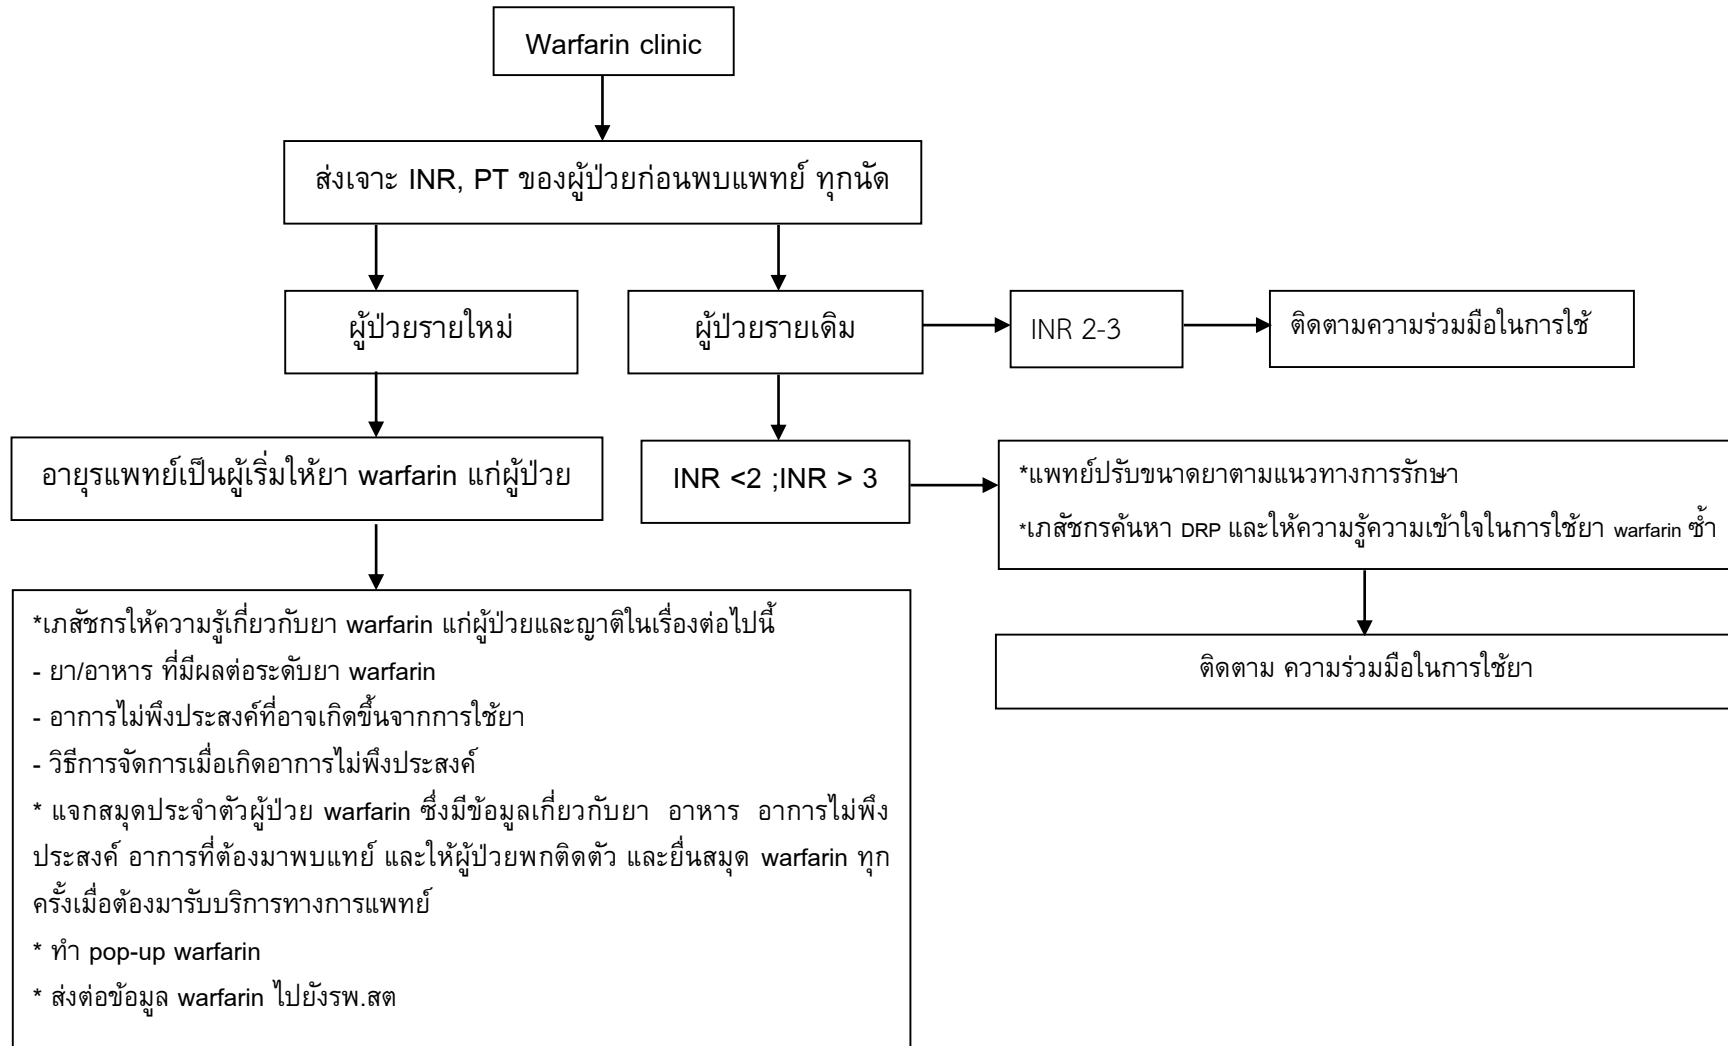 Warfarin clinic
ส่งเจาะ INR, PT ของผู้ป่วยก่อนพบแพทย์ ทุกนัด
ผู้ป่วยรายใหม่
ผู้ป่วยรายเดิม
INR 2-3
ติดตามความร่วมมือในการใช้
อายุรแพทย์เป็นผู้เริ่มให้ยา warfarin แก่ผู้ป่วย
INR <2 ;INR > 3
*แพทย์ปรับขนาดยาตามแนวทางการรักษา
*เภสัชกรค้นหา DRP และให้ความรู้ความเข้าใจในการใช้ยา warfarin ซ้ำ
ติดตาม ความร่วมมือในการใช้ยา
*เภสัชกรให้ความรู้เกี่ยวกับยา warfarin แก่ผู้ป่วยและญาติในเรื่องต่อไปนี้
- ยา/อาหาร ที่มีผลต่อระดับยา warfarin
- อาการไม่พึงประสงค์ที่อาจเกิดขึ้นจากการใช้ยา
- วิธีการจัดการเมื่อเกิดอาการไม่พึงประสงค์
* แจกสมุดประจำตัวผู้ป่วย warfarin ซึ่งมีข้อมูลเกี่ยวกับยา อาหาร อาการไม่พึง
ประสงค์ อาการที่ต้องมาพบแทย์ และให้ผู้ป่วยพกติดตัว และยื่นสมุด warfarin ทุก
ครั้งเมื่อต้องมารับบริการทางการแพทย์
* ทำ pop-up warfarin
* ส่งต่อข้อมูล warfarin ไปยังรพ.สต